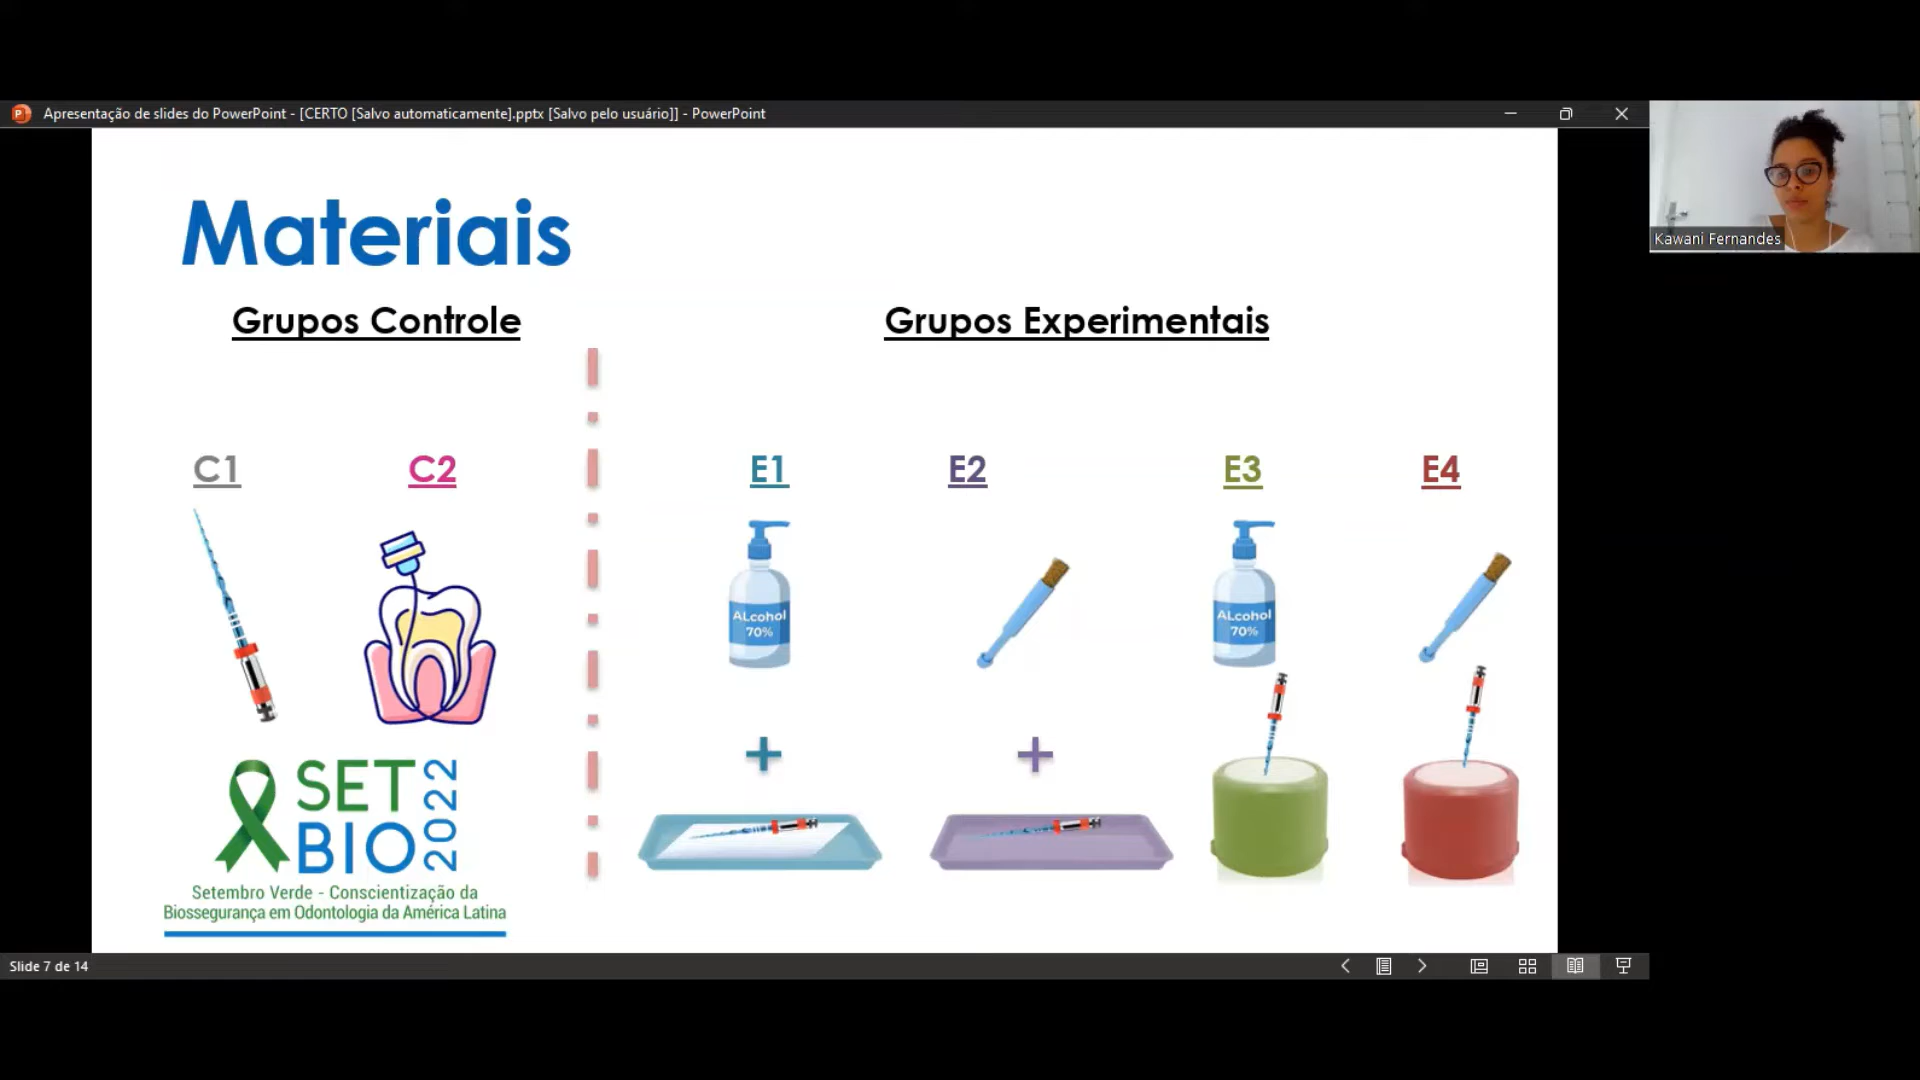 Apresentação de slides do PowerPoint - [CERTO [Salvo automaticamente].pptx [Salvo pelo usuário]] - PowerPoint
Kawani Fernandes
Materiais
Grupos Controle
Grupos Experimentais
C1
C2
E1
E2
E3
E4
ALcohol
70%
ALcohol
70%
SET
BIO
2022
Setembro Verde - Conscientização da
Biossegurança em Odontologia da América Latina
Slide 7 de 14